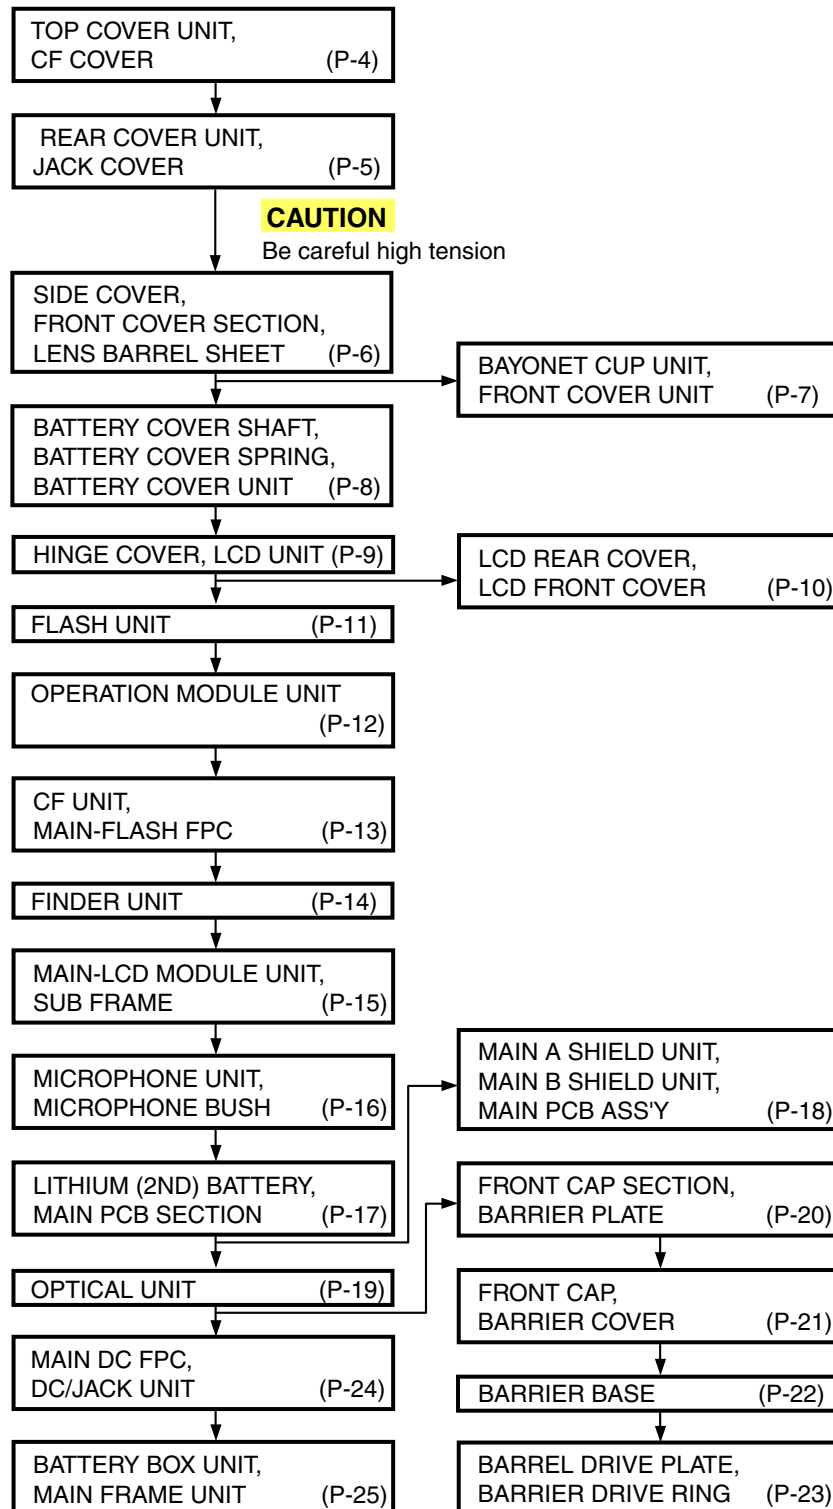 TOP COVER UNIT,
CF COVER (P-4)
REAR COVER UNIT,
JACK COVER (P-5)
CAUTION
Be careful high tension
SIDE COVER,
FRONT COVER SECTION,
LENS BARREL SHEET (P-6)
BAYONET CUP UNIT,
FRONT COVER UNIT (P-7)
BATTERY COVER SHAFT,
BATTERY COVER SPRING,
BATTERY COVER UNIT (P-8)
HINGE COVER, LCD UNIT (P-9)
LCD REAR COVER,
LCD FRONT COVER (P-10)
FLASH UNIT (P-11)
OPERATION MODULE UNIT
(P-12)
CF UNIT,
MAIN-FLASH FPC (P-13)
FINDER UNIT (P-14)
MAIN-LCD MODULE UNIT,
SUB FRAME (P-15)
MICROPHONE UNIT,
MICROPHONE BUSH (P-16)
LITHIUM (2ND) BATTERY,
MAIN PCB SECTION (P-17)
MAIN A SHIELD UNIT,
MAIN B SHIELD UNIT,
MAIN PCB ASS'Y (P-18)
OPTICAL UNIT (P-19)
FRONT CAP SECTION,
BARRIER PLATE (P-20)
FRONT CAP,
BARRIER COVER (P-21)
BARRIER BASE (P-22)
BARREL DRIVE PLATE,
BARRIER DRIVE RING (P-23)
MAIN DC FPC,
DC/JACK UNIT (P-24)
BATTERY BOX UNIT,
MAIN FRAME UNIT (P-25)